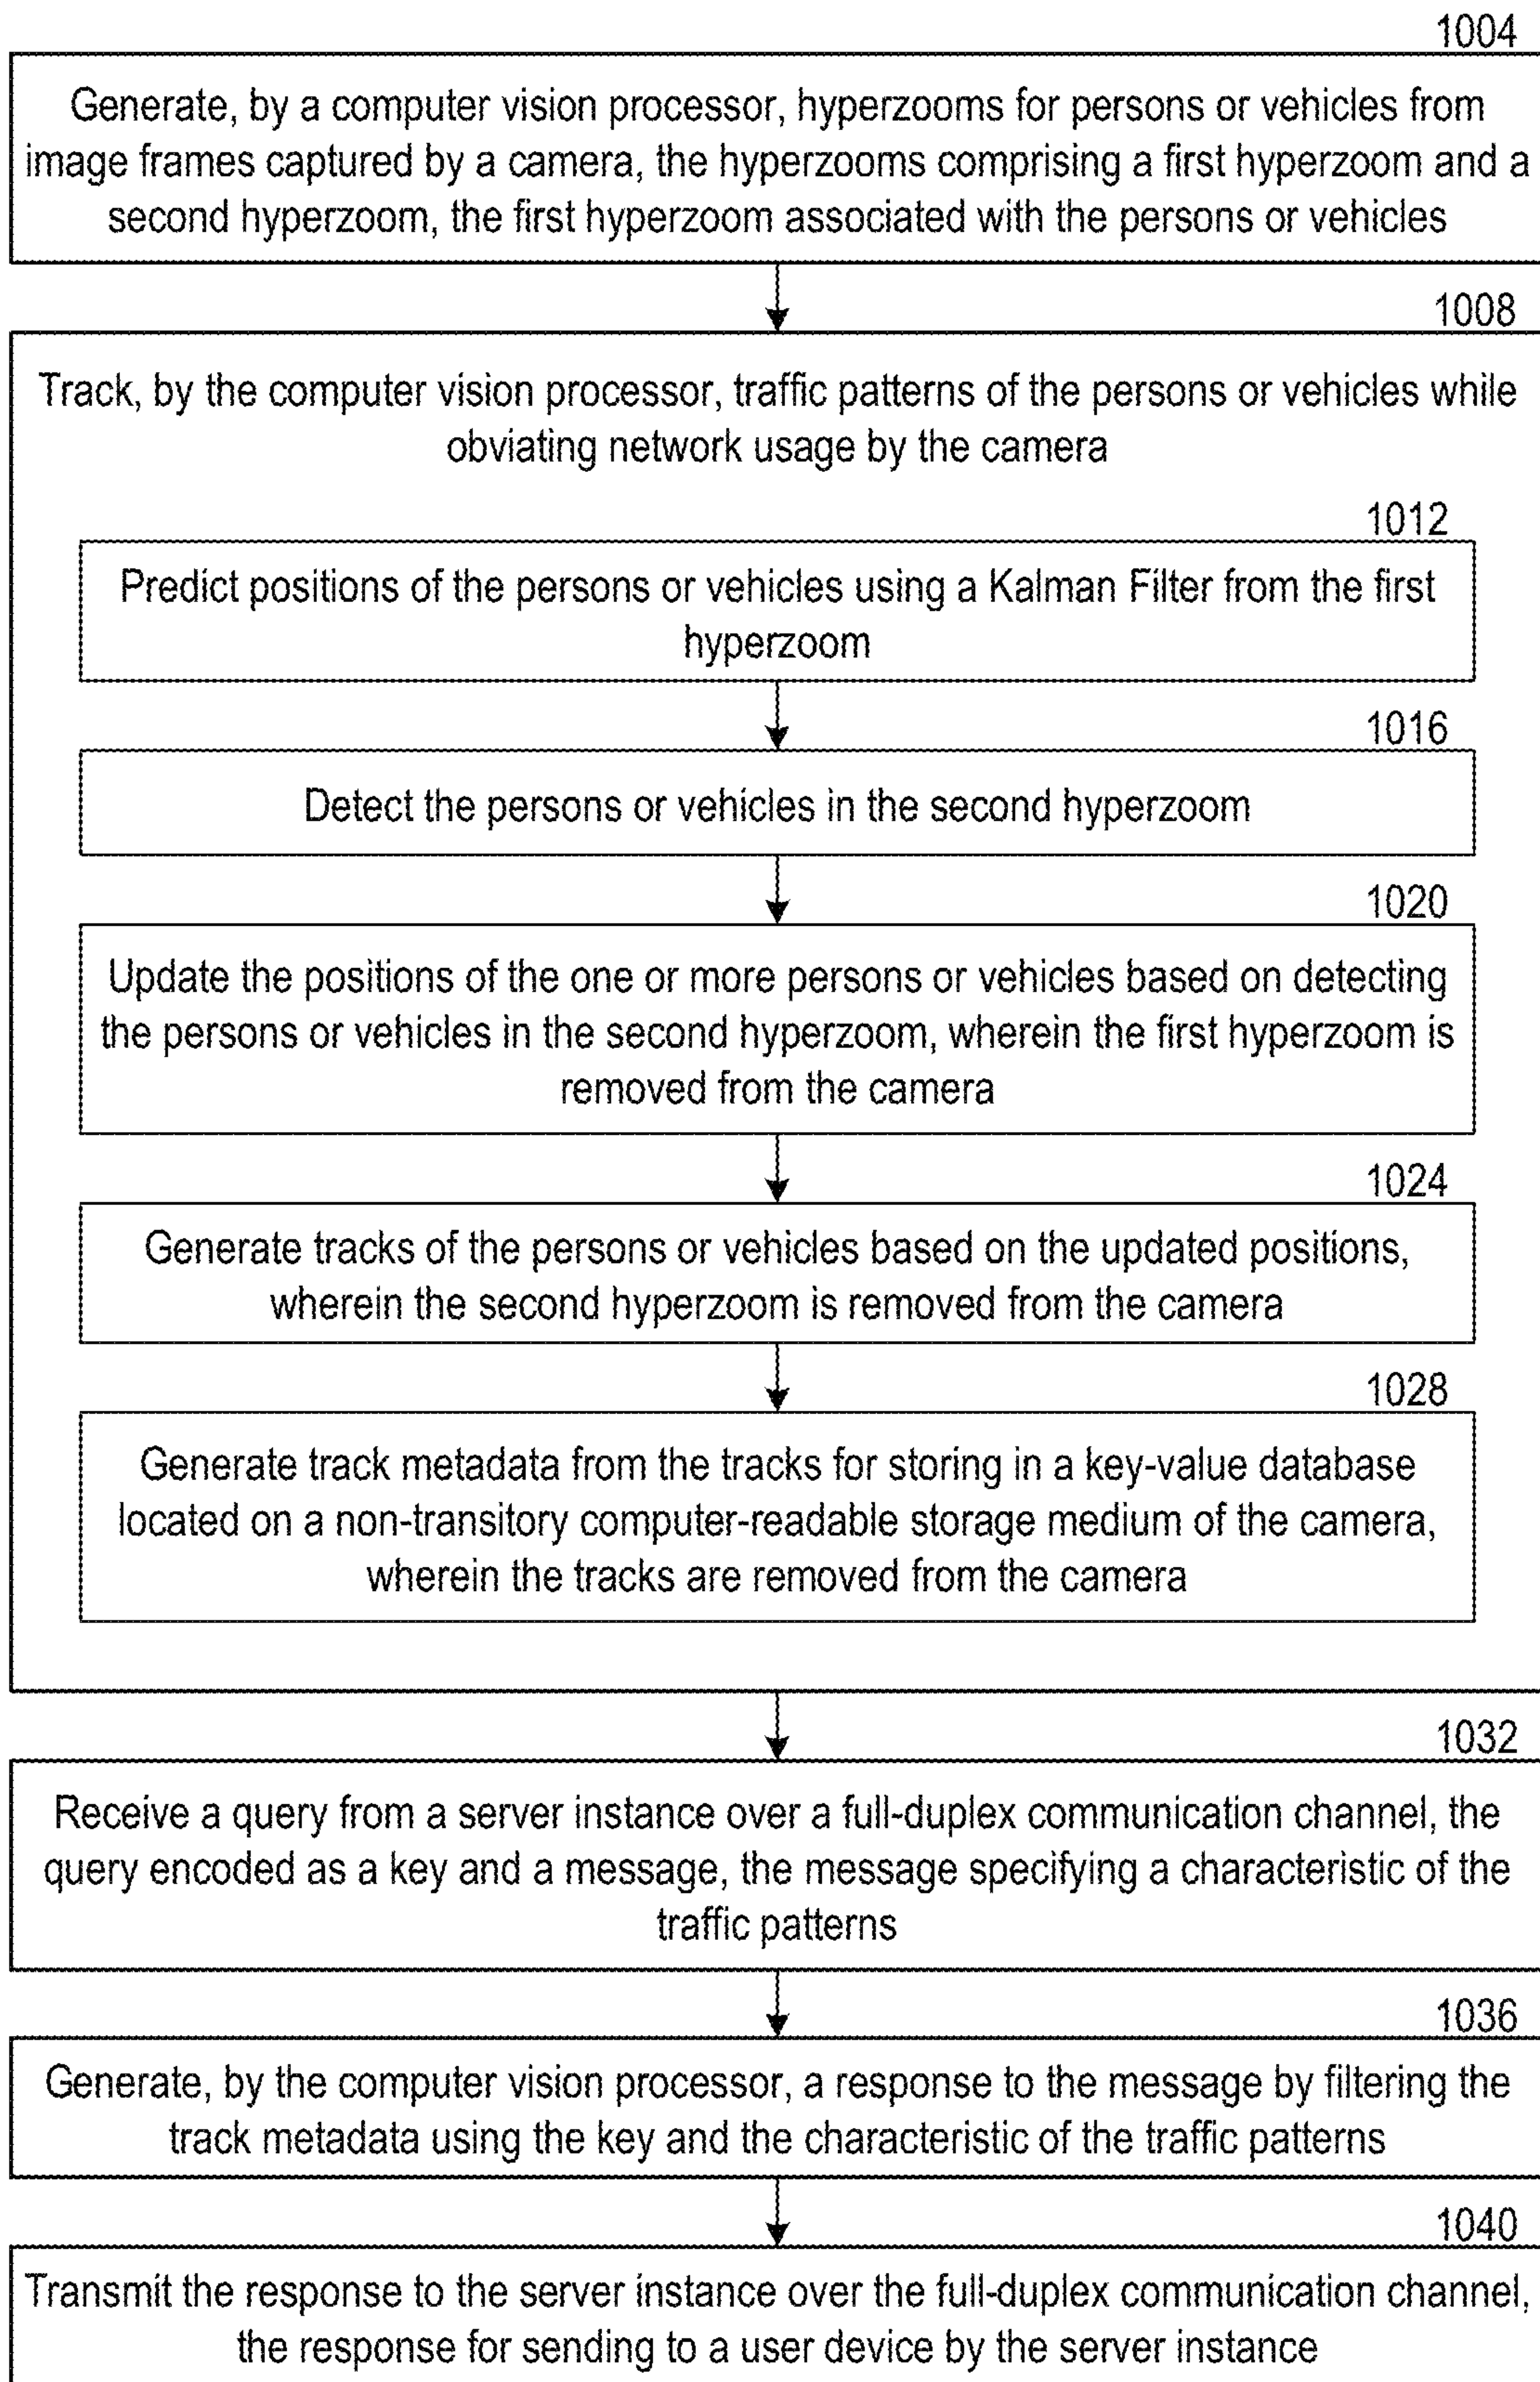 1004
Generate, by a computer vision processor, hyperzooms for persons or vehicles from
image frames captured by a camera, the hyperzooms comprising a first hyperzoom and a
second hyperzoom, the first hyperzoom associated with the persons or vehicles
1008
Track, by the computer vision processor, traffic patterns of the persons or vehicles while
obviating network usage by the camera
1012
Predict positions of the persons or vehicles using a Kalman Filter from the first
hyperzoom
1016
Detect the persons or vehicles in the second hyperzoom
1020
Update the positions of the one or more persons or vehicles based on detecting
the persons or vehicles in the second hyperzoom, wherein the first hyperzoom is
removed from the camera
1024
Generate tracks of the persons or vehicles based on the updated positions,
wherein the second hyperzoom is removed from the camera
1028
Generate track metadata from the tracks for storing in a key-value database
located on a non-transitory computer-readable storage medium of the camera,
wherein the tracks are removed from the camera
1032
Receive a query from a server instance over a full-duplex communication channel, the
query encoded as a key and a message, the message specifying a characteristic of the
traffic patterns
1036
Generate, by the computer vision processor, a response to the message by filtering the
track metadata using the key and the characteristic of the traffic patterns
1040
Transmit the response to the server instance over the full-duplex communication channel,
the response for sending to a user device by the server instance